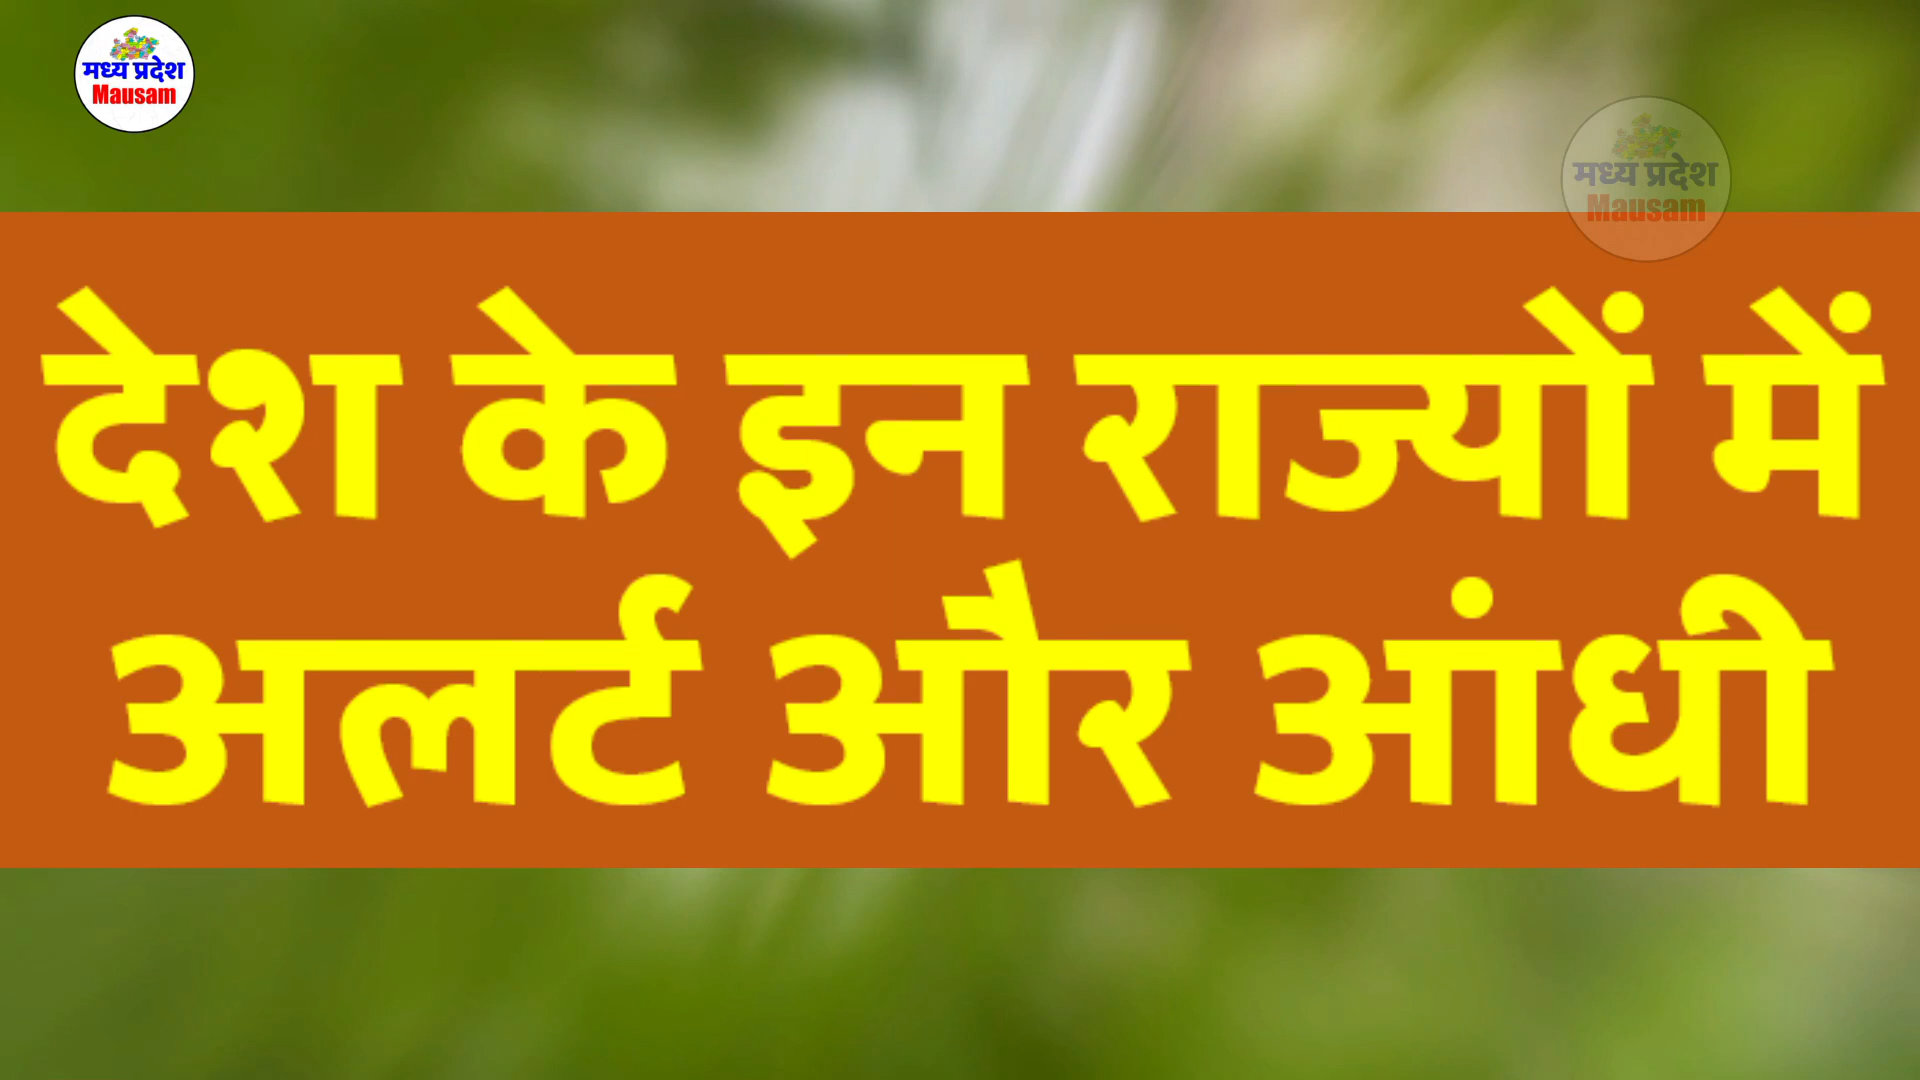 मध्य प्रदेश
Mausam
मध्य प्रदेश
Mausam
देश के इन राज्यों में
अलर्ट और आंधी